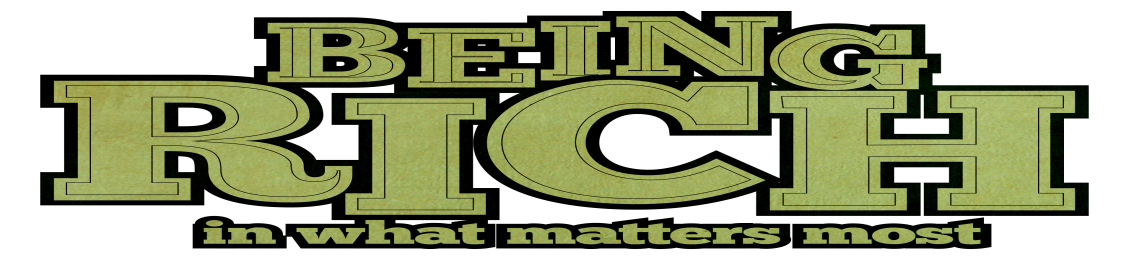 BEING
RICH
in what matters most